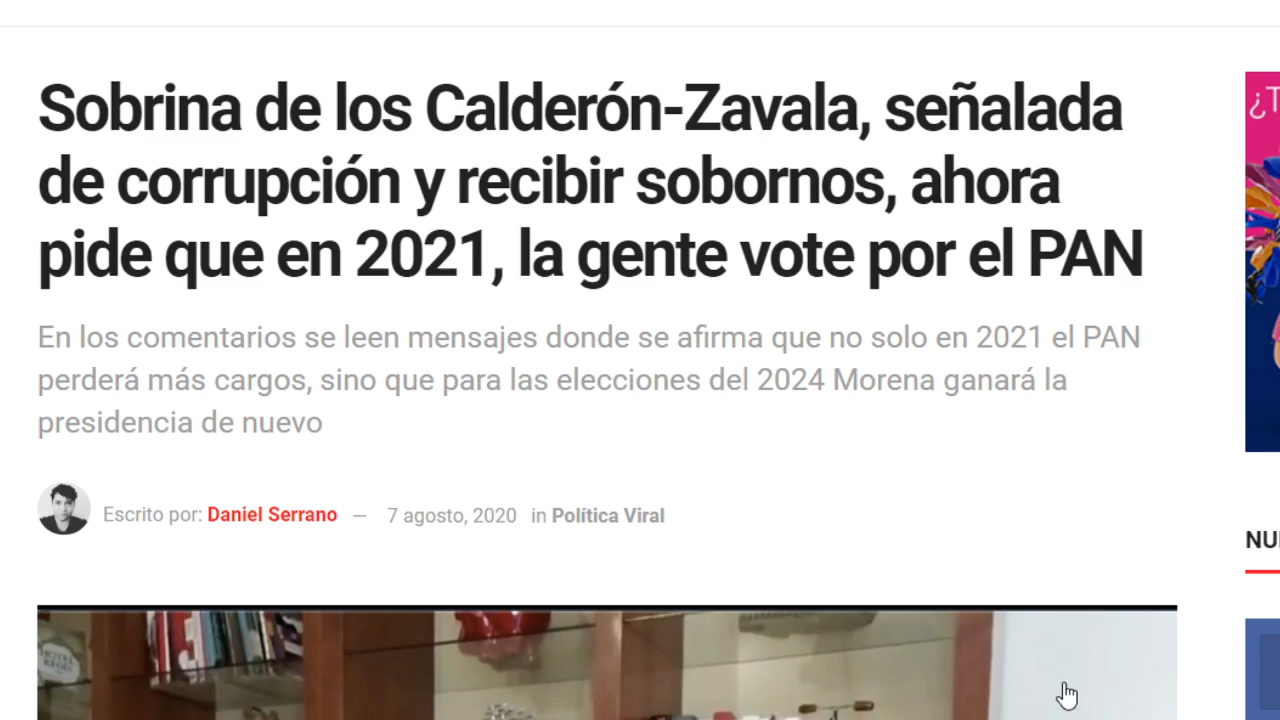 Sobrina de los Calderón-Zavala, señalada
de corrupción y recibir sobornos, ahora
pide que en 2021, la gente vote por el PAN
En los comentarios se leen mensajes donde se afirma que no solo en 2021 el PAN
perderá más cargos, sino que para las elecciones del 2024 Morena ganará la
presidencia de nuevo
Escrito por: Daniel Serrano — 7 agosto, 2020 in Política Viral
HOTEL